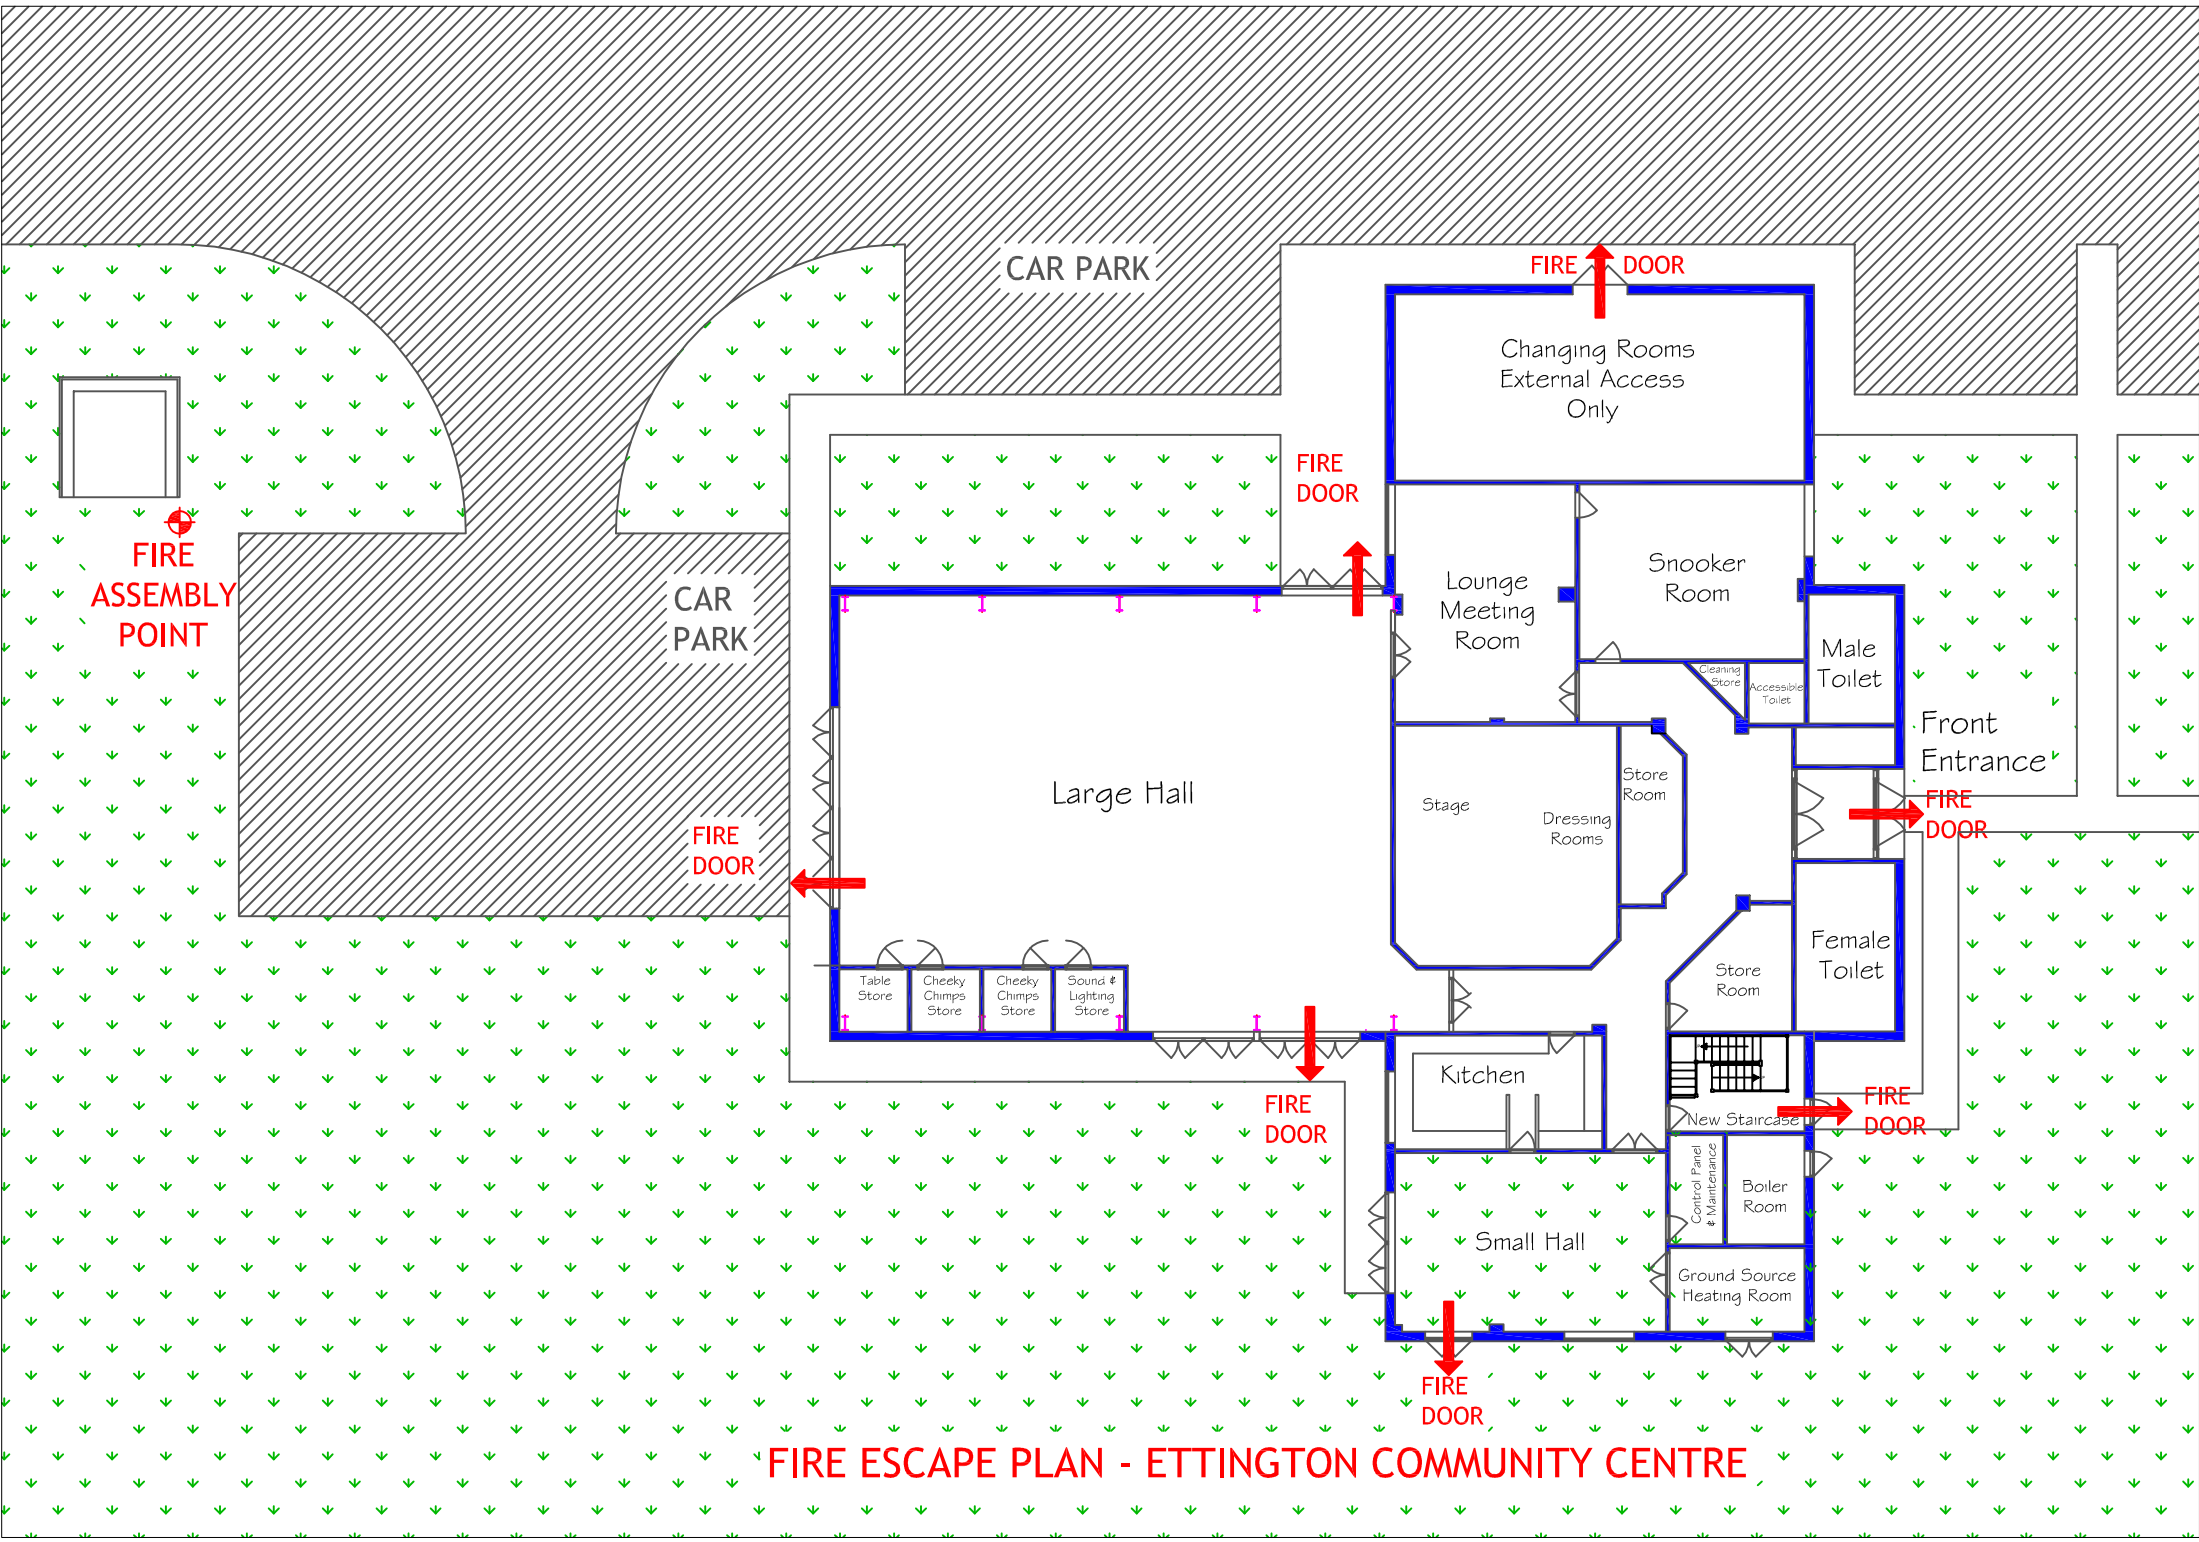 CAR PARK
FIRE DOOR
Changing Rooms
External Access
Only
FIRE
DOOR
FIRE
ASSEMBLY
POINT
CAR
PARK
Lounge
Meeting
Room
Snooker
Room
Male
Toilet
Cleaning
Store
Accessible
Toilet
Front
Entrance
Large Hall
Stage
Dressing
Rooms
Store
Room
FIRE
DOOR
FIRE
DOOR
Female
Toilet
Store
Room
Table
Store
Cheeky
Chimps
Store
Cheeky
Chimps
Store
Sound &
Lighting
Store
Kitchen
New Staircase
FIRE
DOOR
FIRE
DOOR
Control Panel
& Maintenance
Boiler
Room
Small Hall
Ground Source
Heating Room
FIRE
DOOR
FIRE ESCAPE PLAN - ETTINGTON COMMUNITY CENTRE